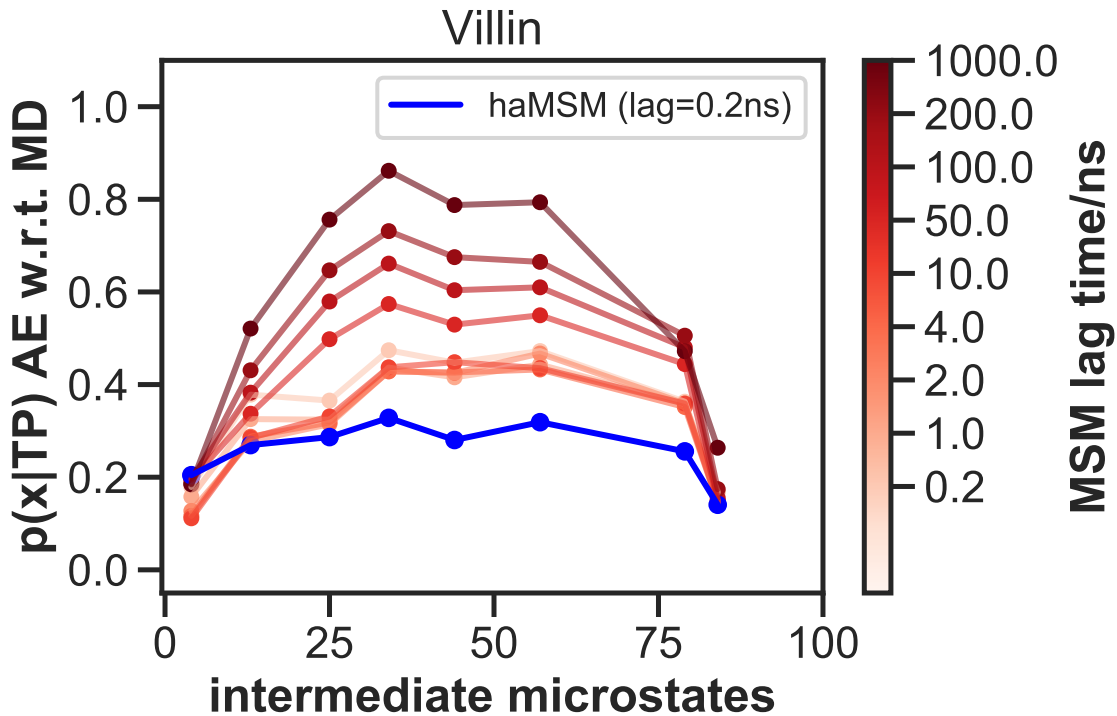 Villin
haMSM (lag=0.2ns)
p(x|TP) AE w.r.t. MD
1.0
0.8
0.6
0.4
0.2
0.0
0 25 50 75 100
intermediate microstates
1000.0
200.0
100.0
50.0
10.0
4.0
2.0
1.0
0.2
MSM lag time/ns